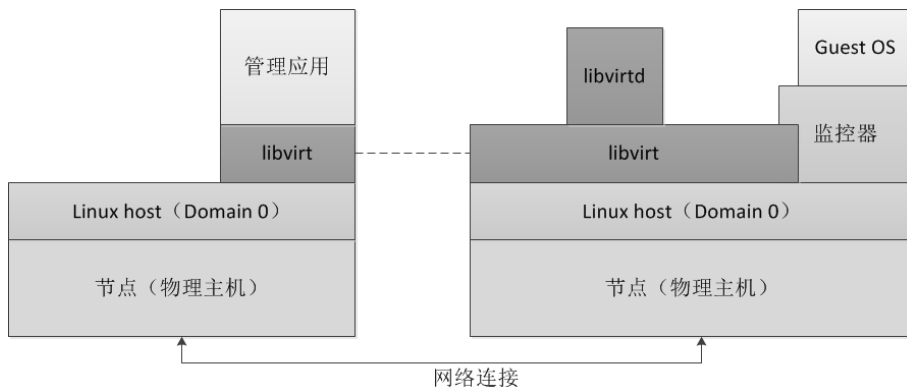 管理应用
libvirt
Linux host（Domain 0）
节点（物理主机）
libvirtd
Guest OS
监控器
libvirt
Linux host（Domain 0）
节点（物理主机）
网络连接